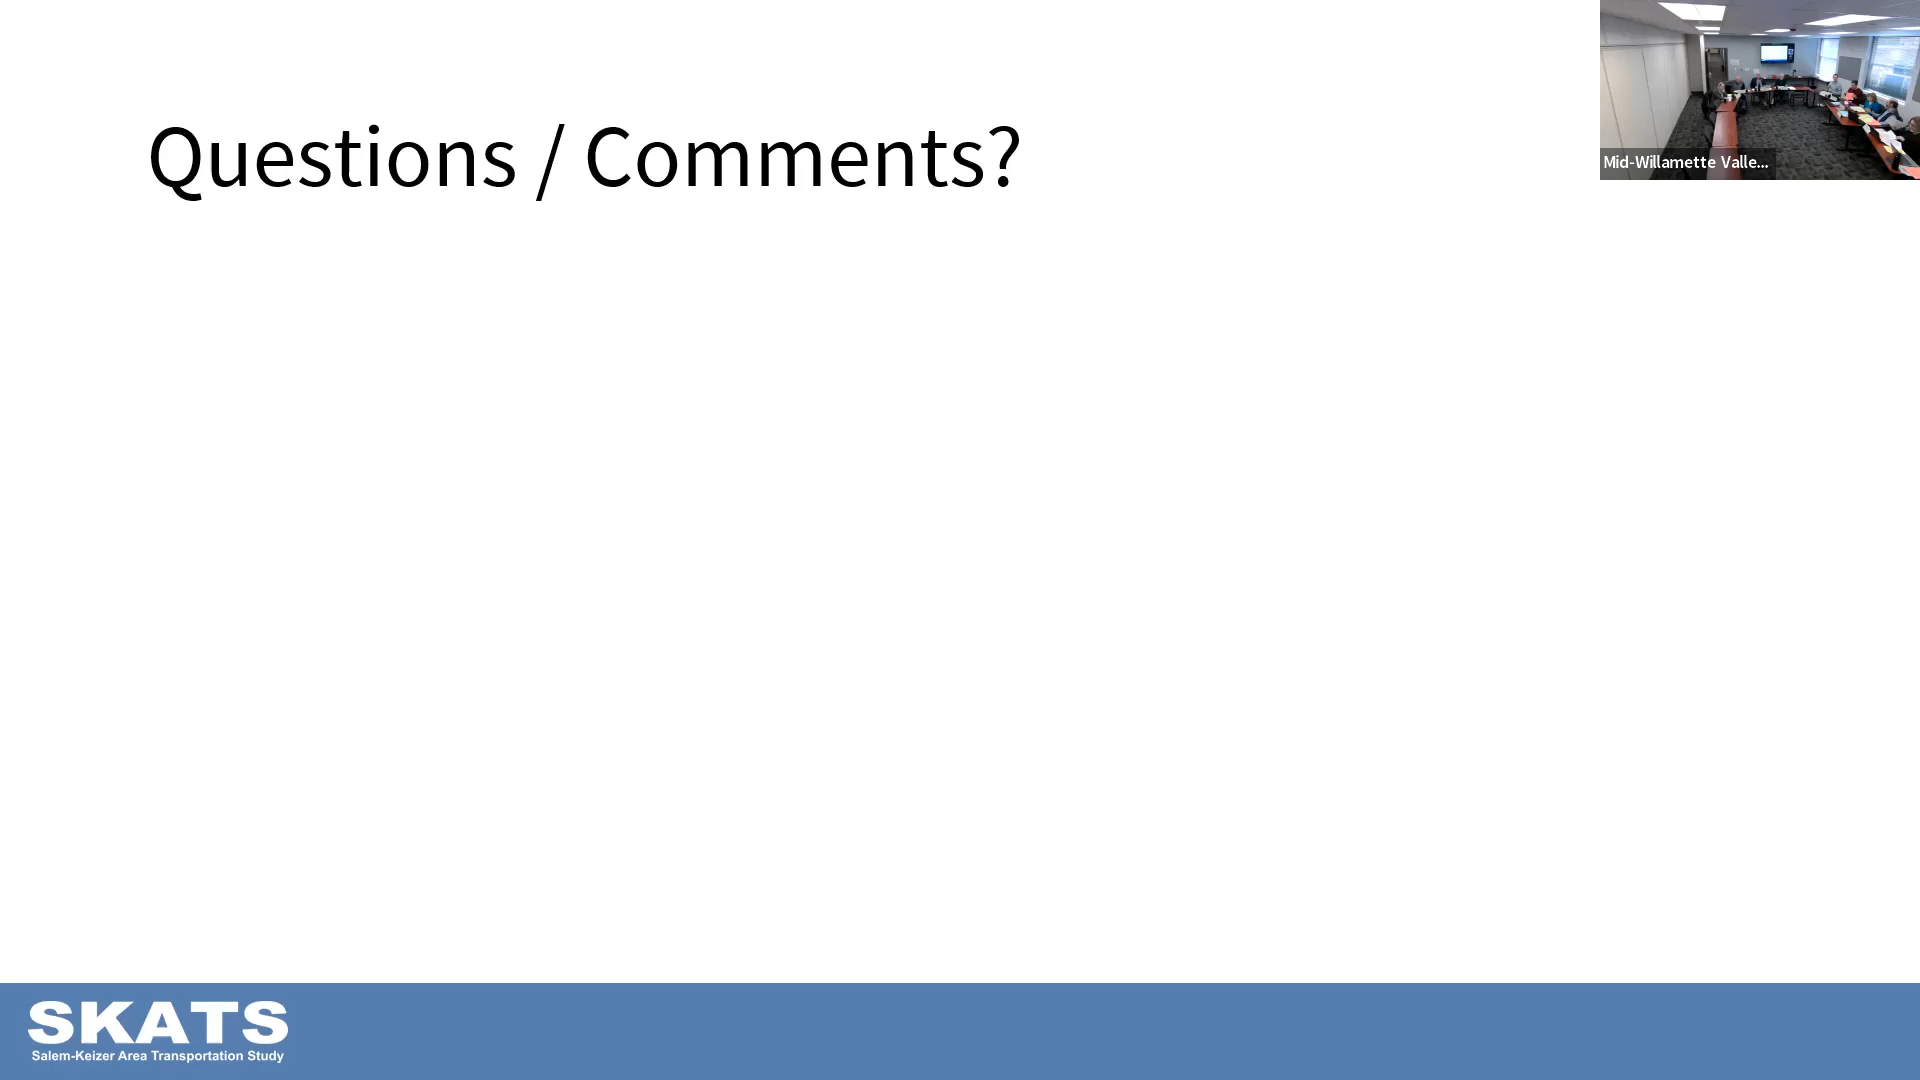 Questions / Comments?
Mid-Willamette Valle...
SKATS
Salem-Keizer Area Transportation Study